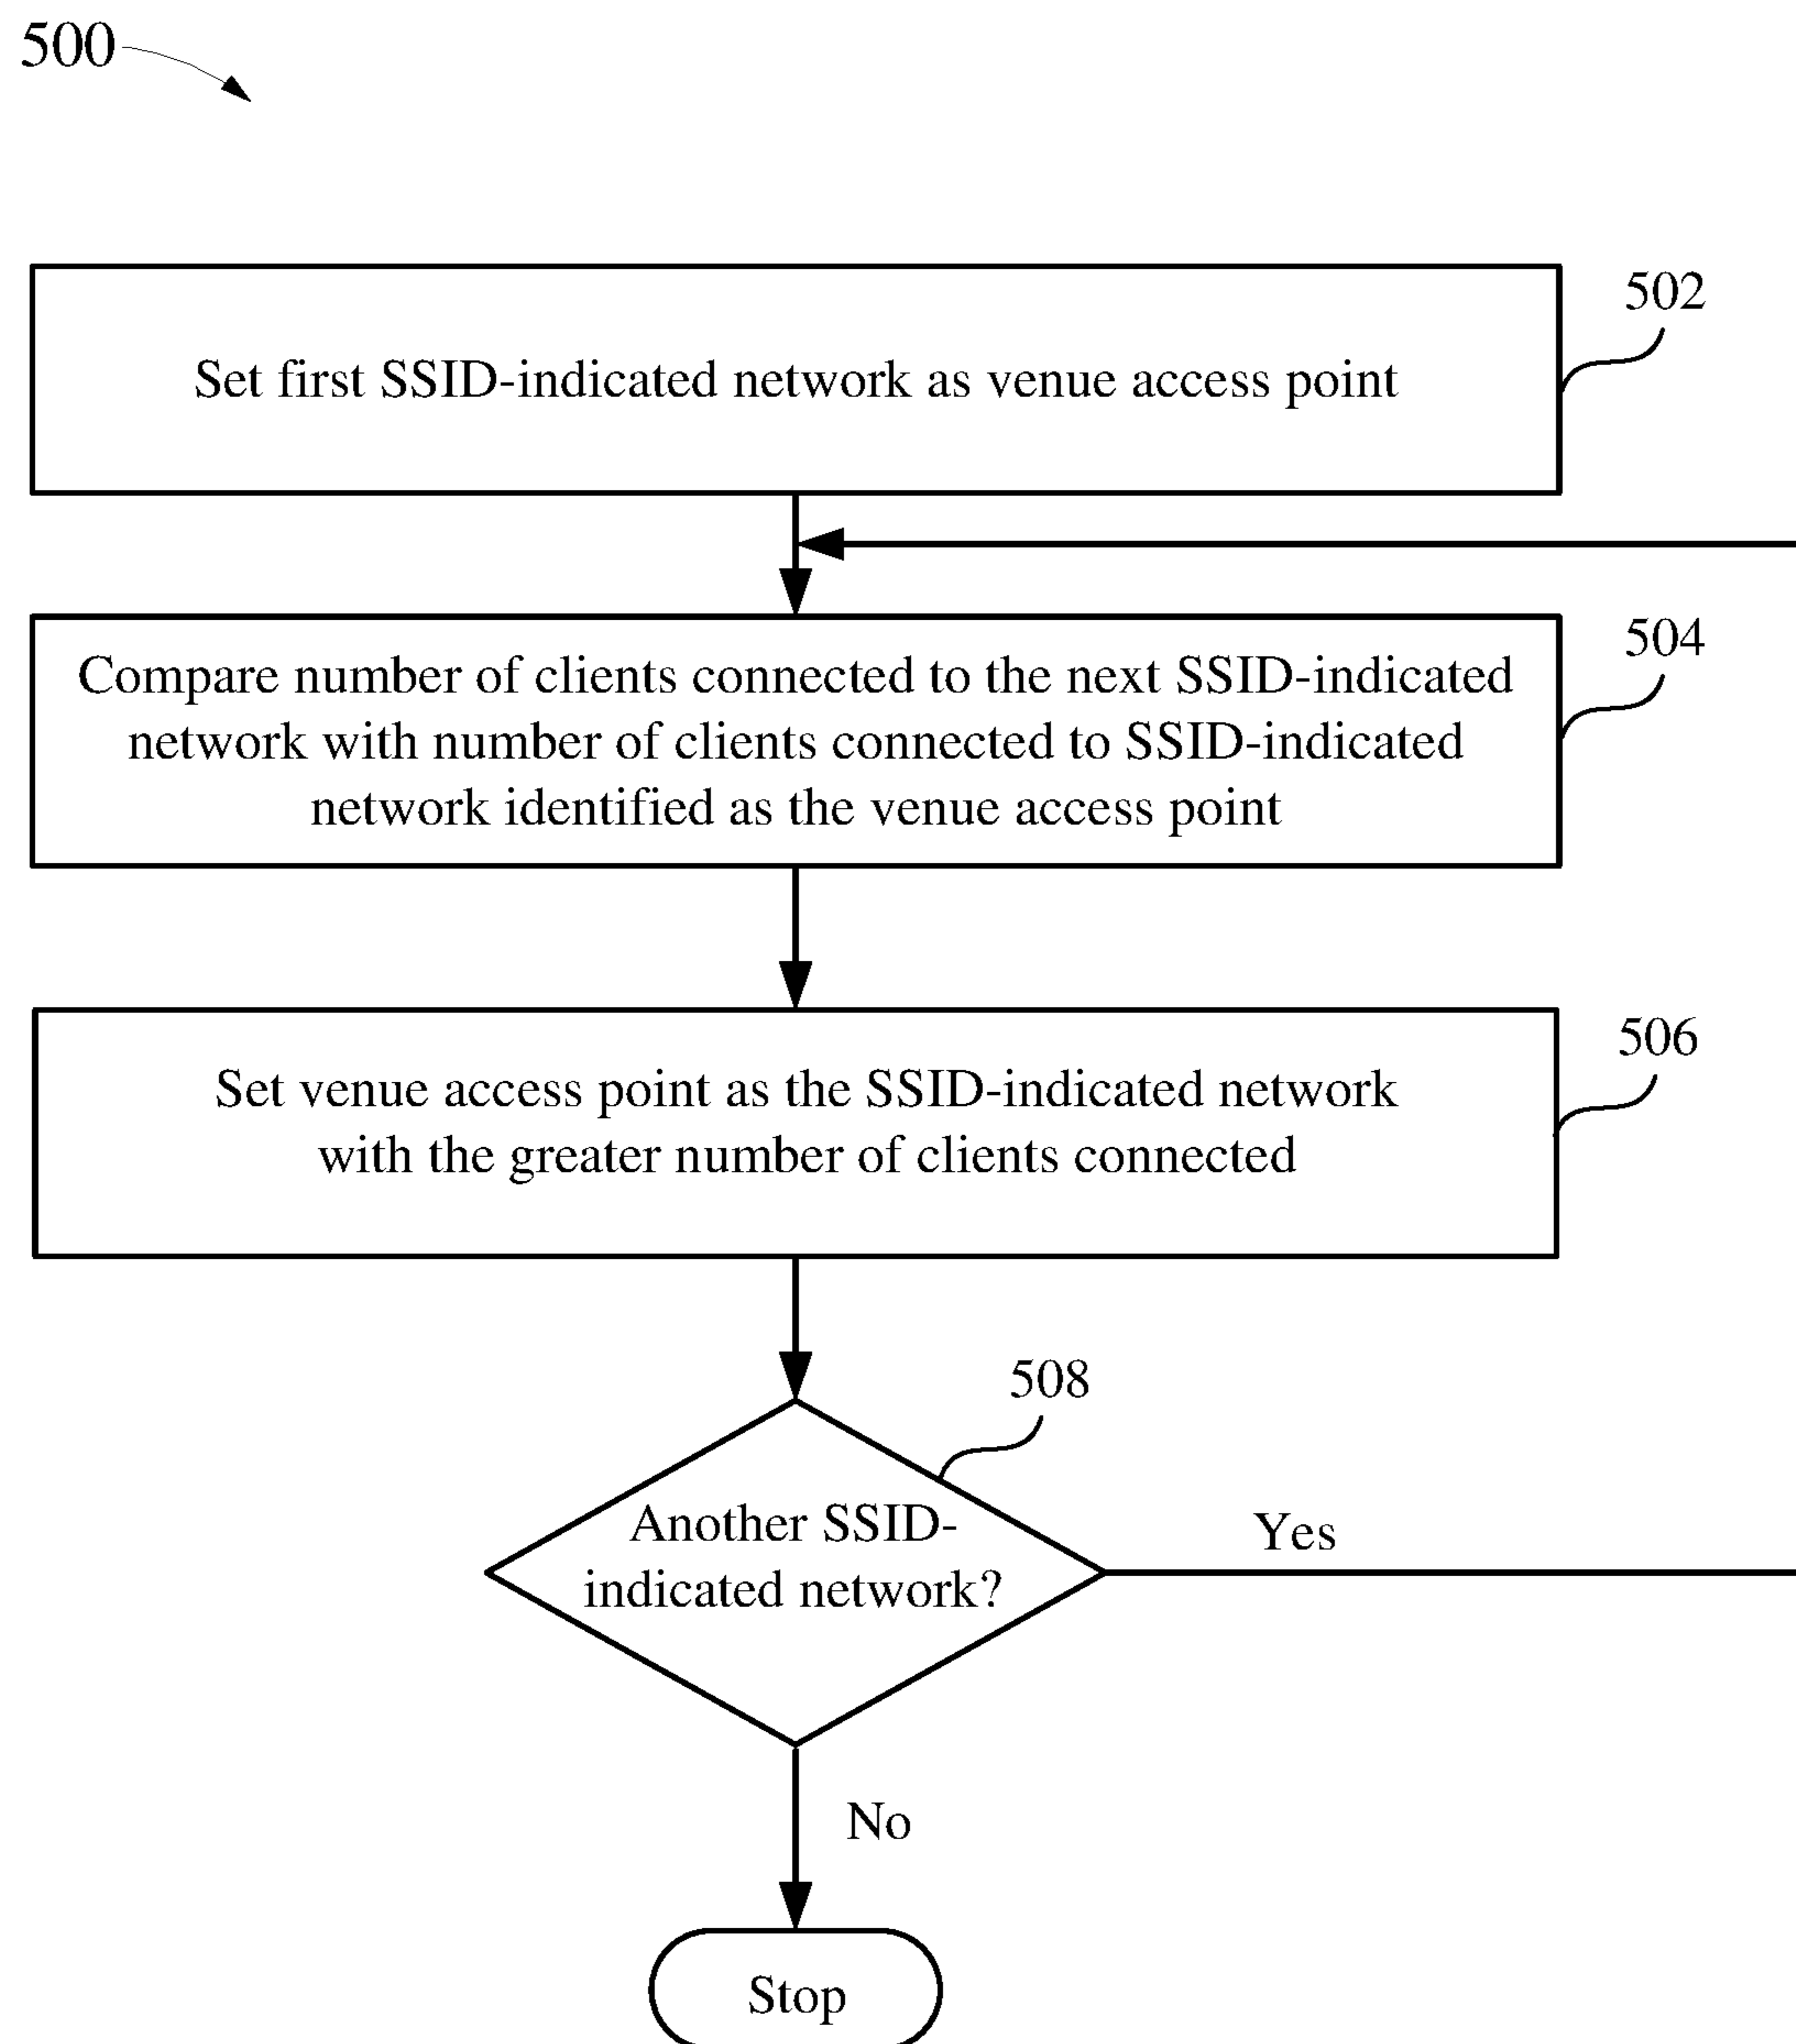 500
502
Set first SSID-indicated network as venue access point
504
Compare number of clients connected to the next SSID-indicated
network with number of clients connected to SSID-indicated
network identified as the venue access point
506
Set venue access point as the SSID-indicated network
with the greater number of clients connected
508
Another SSID-
indicated network?
Yes
No
Stop